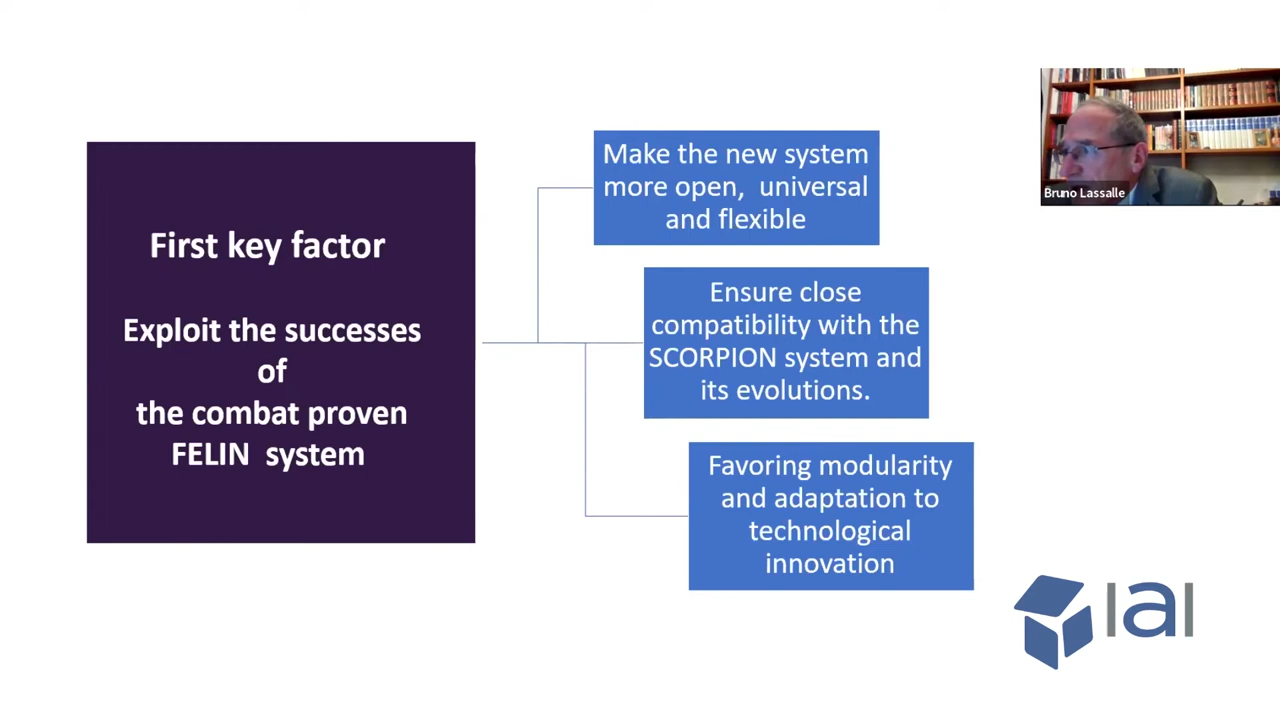 First key factor
Exploit the successes
of
the combat proven
FELIN system
Make the new system
more open, universal
and flexible
Ensure close
compatibility with the
SCORPION system and
its evolutions.
Favoring modularity
and adaptation to
technological
innovation
Bruno Lassalle
IAI